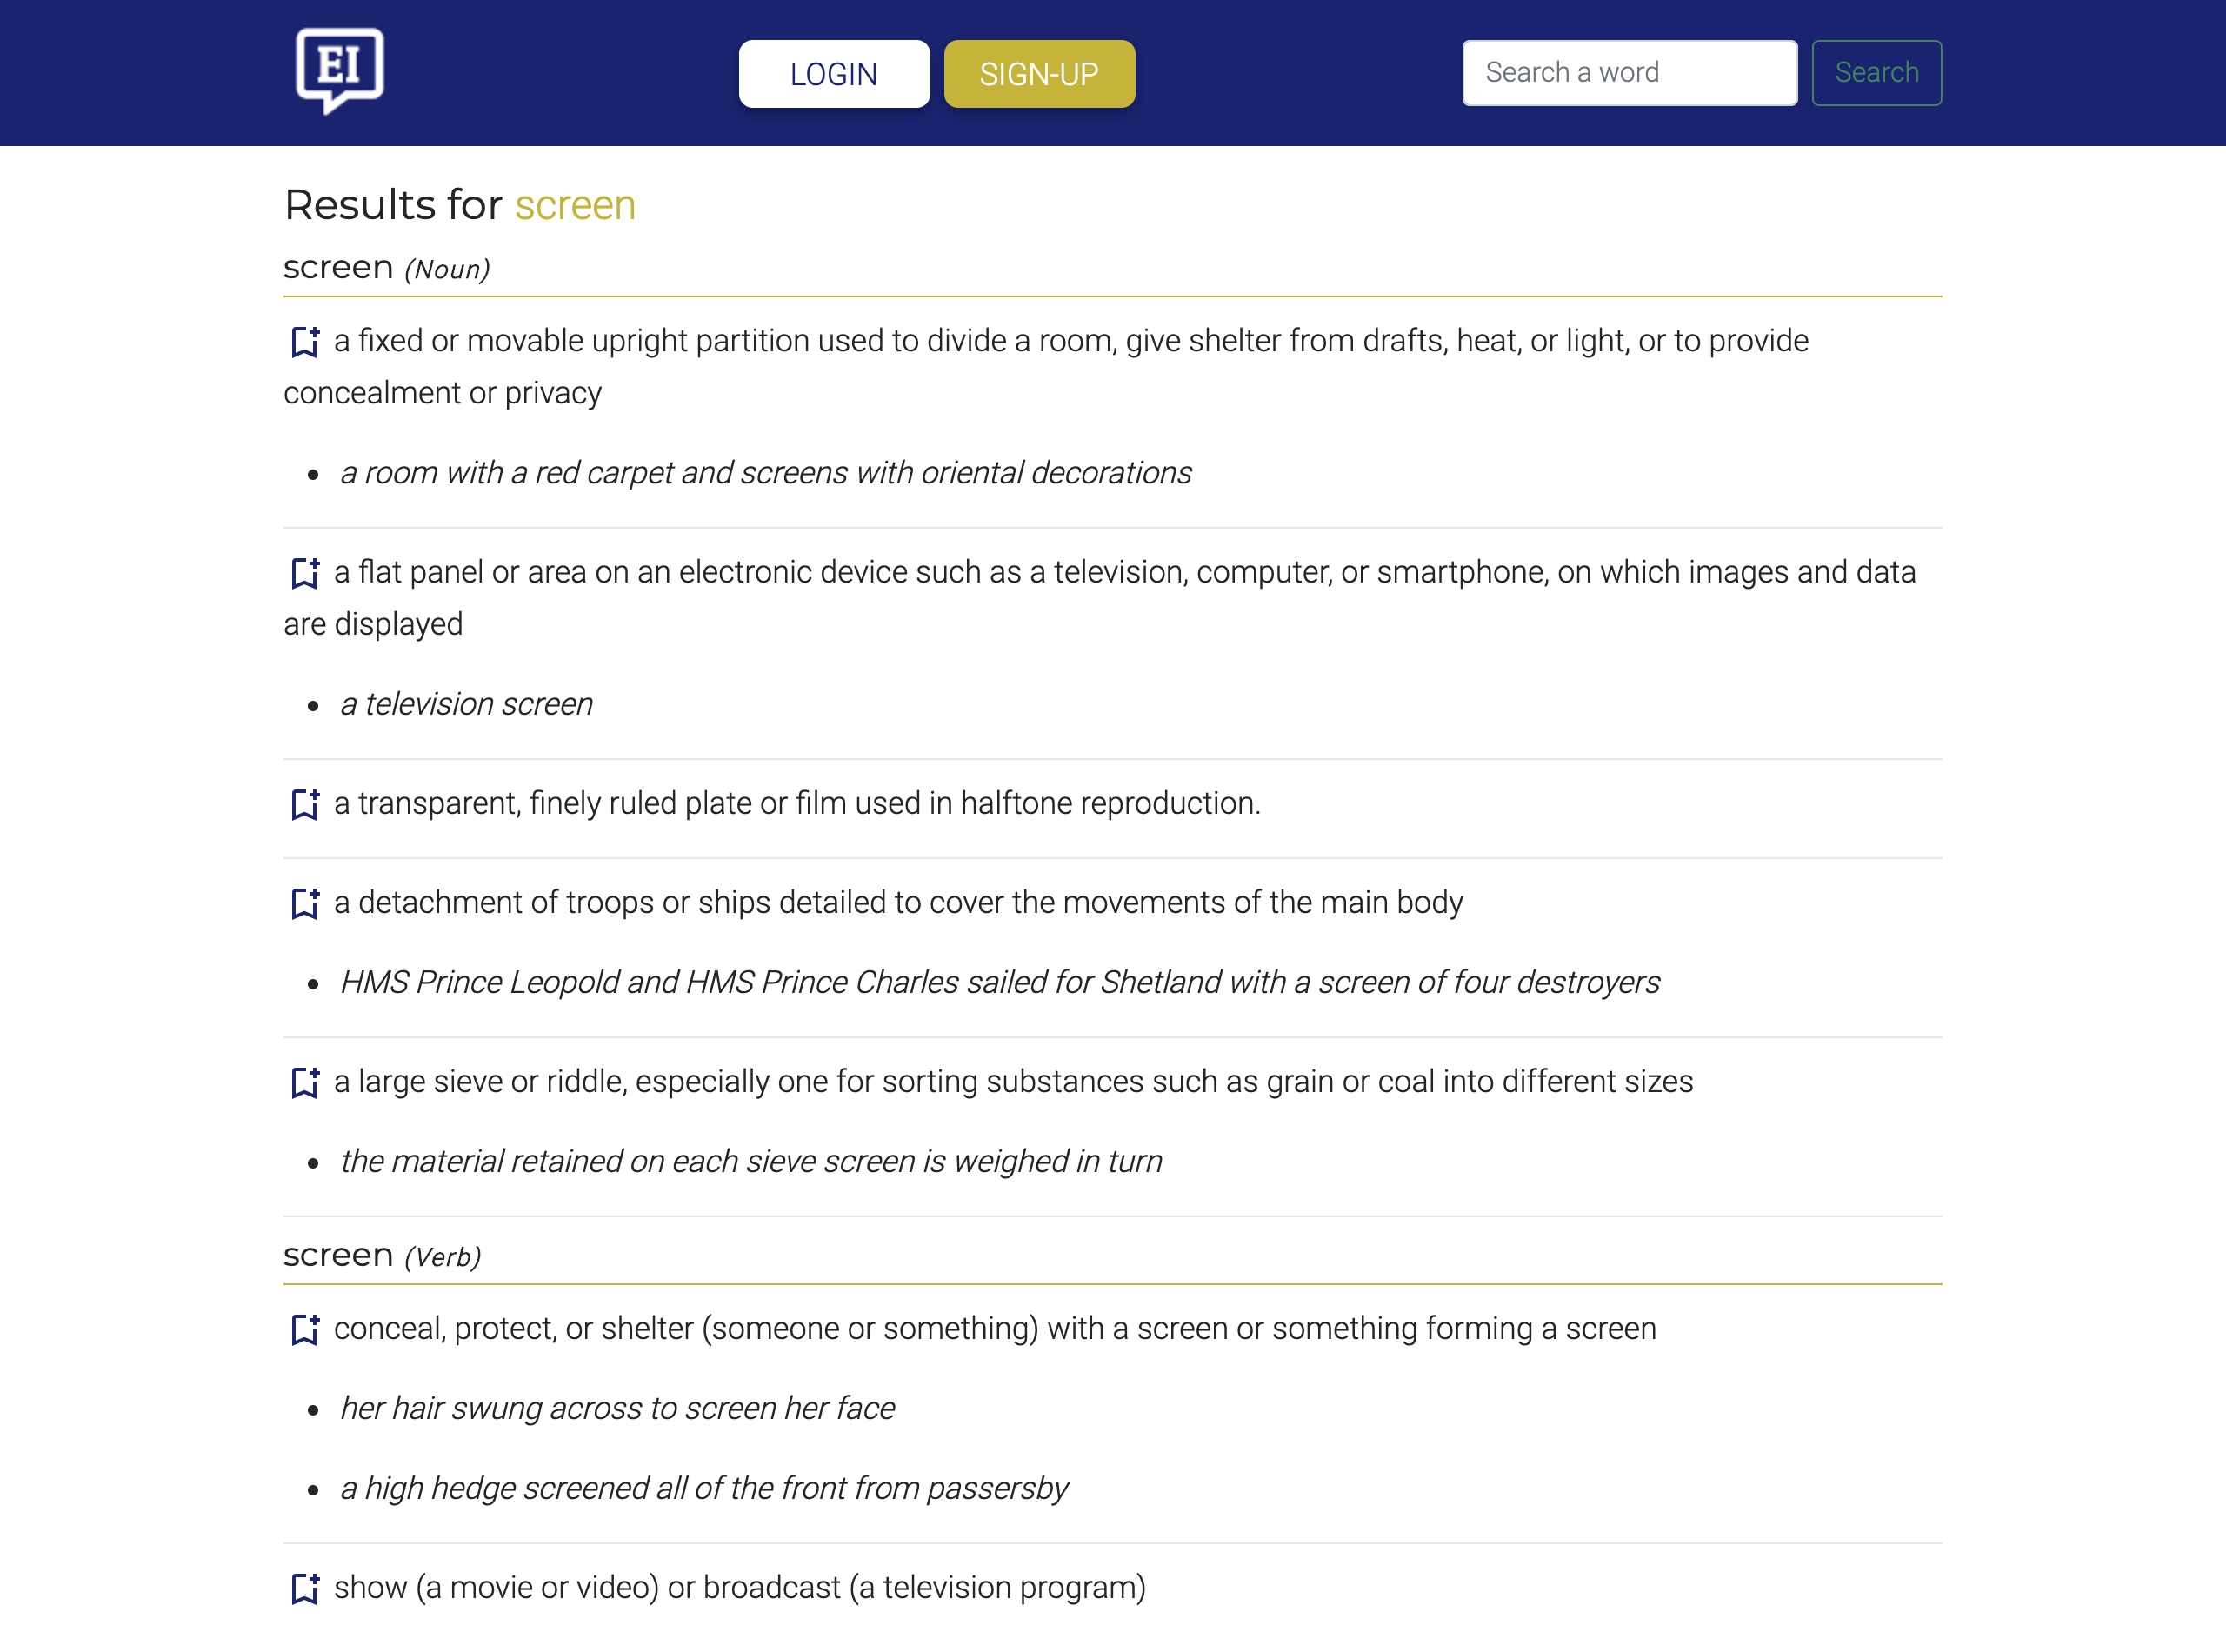 EI
LOGIN
SIGN-UP
Search a word
Search
Results for screen
screen (Noun)
a fixed or movable upright partition used to divide a room, give shelter from drafts, heat, or light, or to provide
concealment or privacy
a room with a red carpet and screens with oriental decorations
a flat panel or area on an electronic device such as a television, computer, or smartphone, on which images and data
are displayed
a television screen
a transparent, finely ruled plate or film used in halftone reproduction.
a detachment of troops or ships detailed to cover the movements of the main body
HMS Prince Leopold and HMS Prince Charles sailed for Shetland with a screen of four destroyers
a large sieve or riddle, especially one for sorting substances such as grain or coal into different sizes
the material retained on each sieve screen is weighed in turn
screen (Verb)
conceal, protect, or shelter (someone or something) with a screen or something forming a screen
her hair swung across to screen her face
a high hedge screened all of the front from passersby
show (a movie or video) or broadcast (a television program)